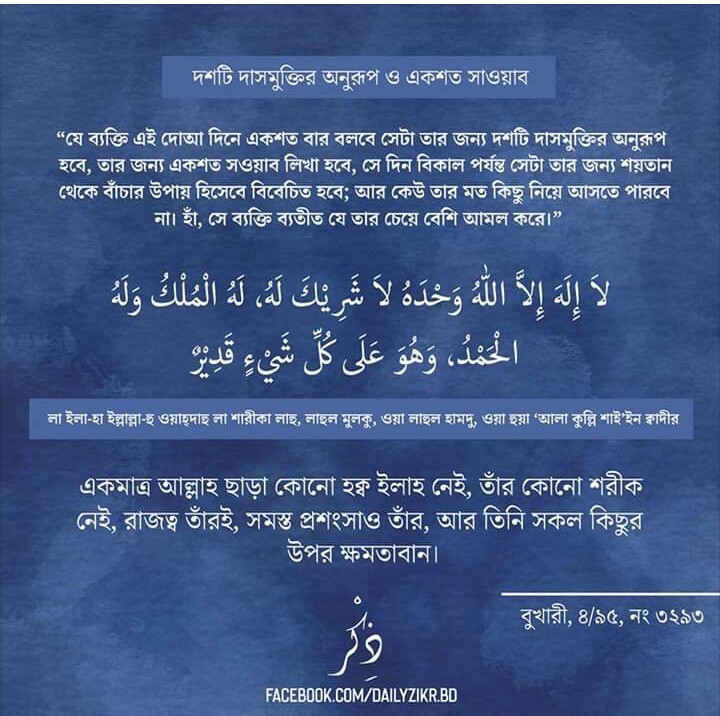 দশটি দাসমুক্তির অনুরূপ ও একশত সাওয়াব
“যে ব্যক্তি এই দোআ দিনে একশত বার বলবে সেটা তার জন্য দশটি দাসমুক্তির অনুরূপ
হবে, তার জন্য একশত সওয়াব লিখা হবে, সে দিন বিকাল পর্যন্ত সেটা তার জন্য শয়তান
থেকে বাঁচার উপায় হিসেবে বিবেচিত হবে; আর কেউ তার মত কিছু নিয়ে আসতে পারবে
না। হাঁ, সে ব্যক্তি ব্যতীত যে তার চেয়ে বেশি আমল করে।”
لاَ إِلَهَ إِلاَّ اللّٰهُ وَحْدَهُ لاَ شَرِيْكَ لَهُ، لَهُ الْمُلْكُ وَلَهُ
الْحَمْدُ، وَهُوَ عَلَى كُلِّ شَيْءٍ قَدِيْرٌ
লা ইলা-হা ইল্লাল্লা-হু ওয়াহ্‌দাহু লা শারীকা লাহু, লাহুল মুলকু, ওয়া লাহুল হামদু, ওয়া হুয়া ‘আলা কুল্লি শাই’ইন ক্বাদীর
একমাত্র আল্লাহ ছাড়া কোনো হক্ব ইলাহ নেই, তাঁর কোনো শরীক
নেই, রাজত্ব তাঁরই, সমস্ত প্রশংসাও তাঁর, আর তিনি সকল কিছুর
উপর ক্ষমতাবান।
বুখারী, ৪/৯৫, নং ৩২৯৩
ذِكْرٌ
FACEBOOK.COM/DAILYZIKR.BD